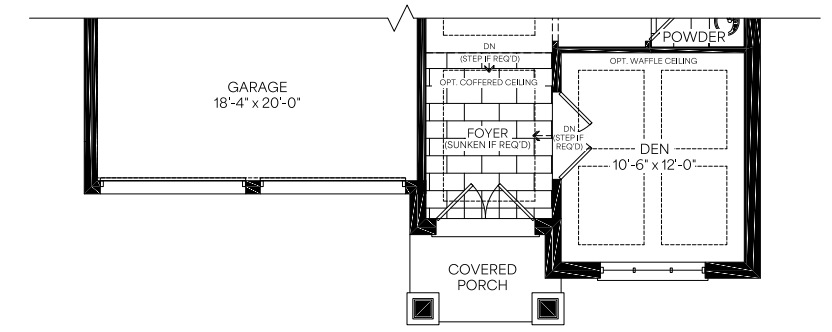 GARAGE
18'-4" x 20'-0"
DN
(STEP IF REQ'D)
OPT. COFFERED CEILING
FOYER
(SUNKEN IF REQ'D)
DN
(STEP IF
REQ'D)
POWDER
OPT. WAFFLE CEILING
DEN
10'-6" x 12'-0"
COVERED
PORCH